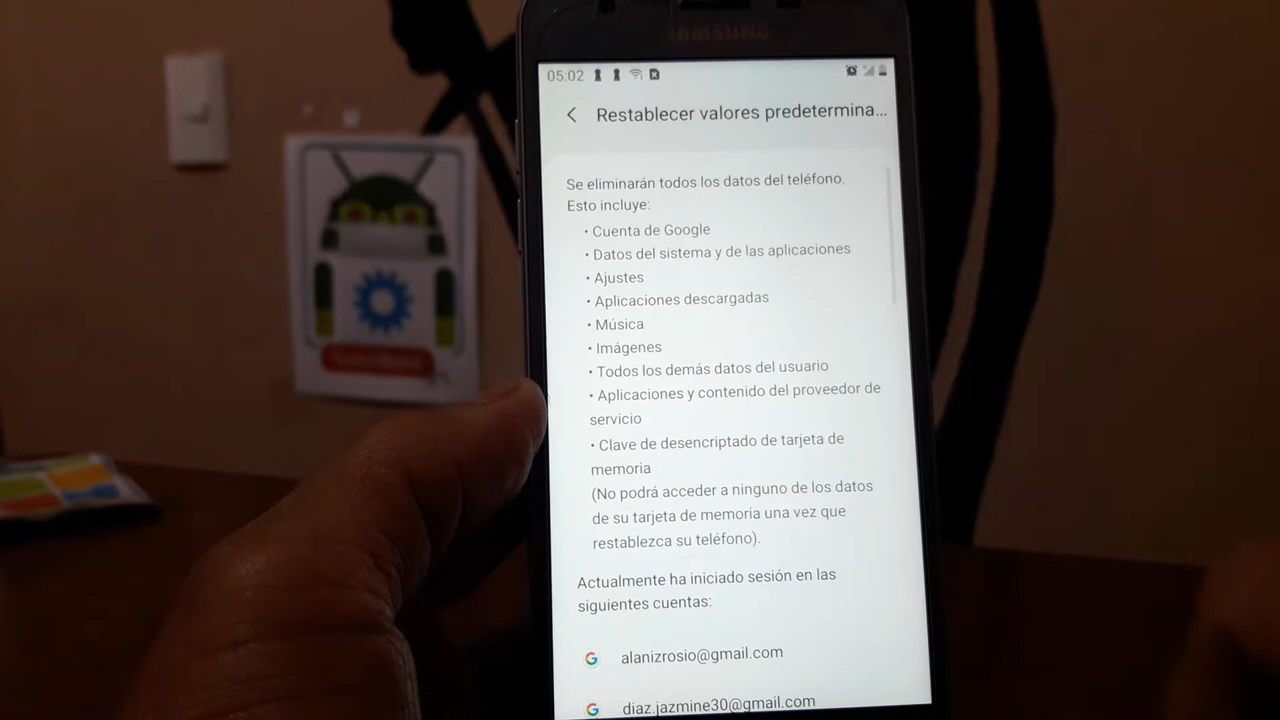 SAMSUNG
05:02
Restablecer valores predetermina...
Se eliminarán todos los datos del teléfono.
Esto incluye:
• Cuenta de Google
• Datos del sistema y de las aplicaciones
• Ajustes
• Aplicaciones descargadas
• Música
• Imágenes
• Todos los demás datos del usuario
• Aplicaciones y contenido del proveedor de
servicio
• Clave de desencriptado de tarjeta de
memoria
(No podrá acceder a ninguno de los datos
de su tarjeta de memoria una vez que
restablezca su teléfono).
Actualmente ha iniciado sesión en las
siguientes cuentas:
alanizrosio@gmail.com
diaz.jazmine30@gmail.com